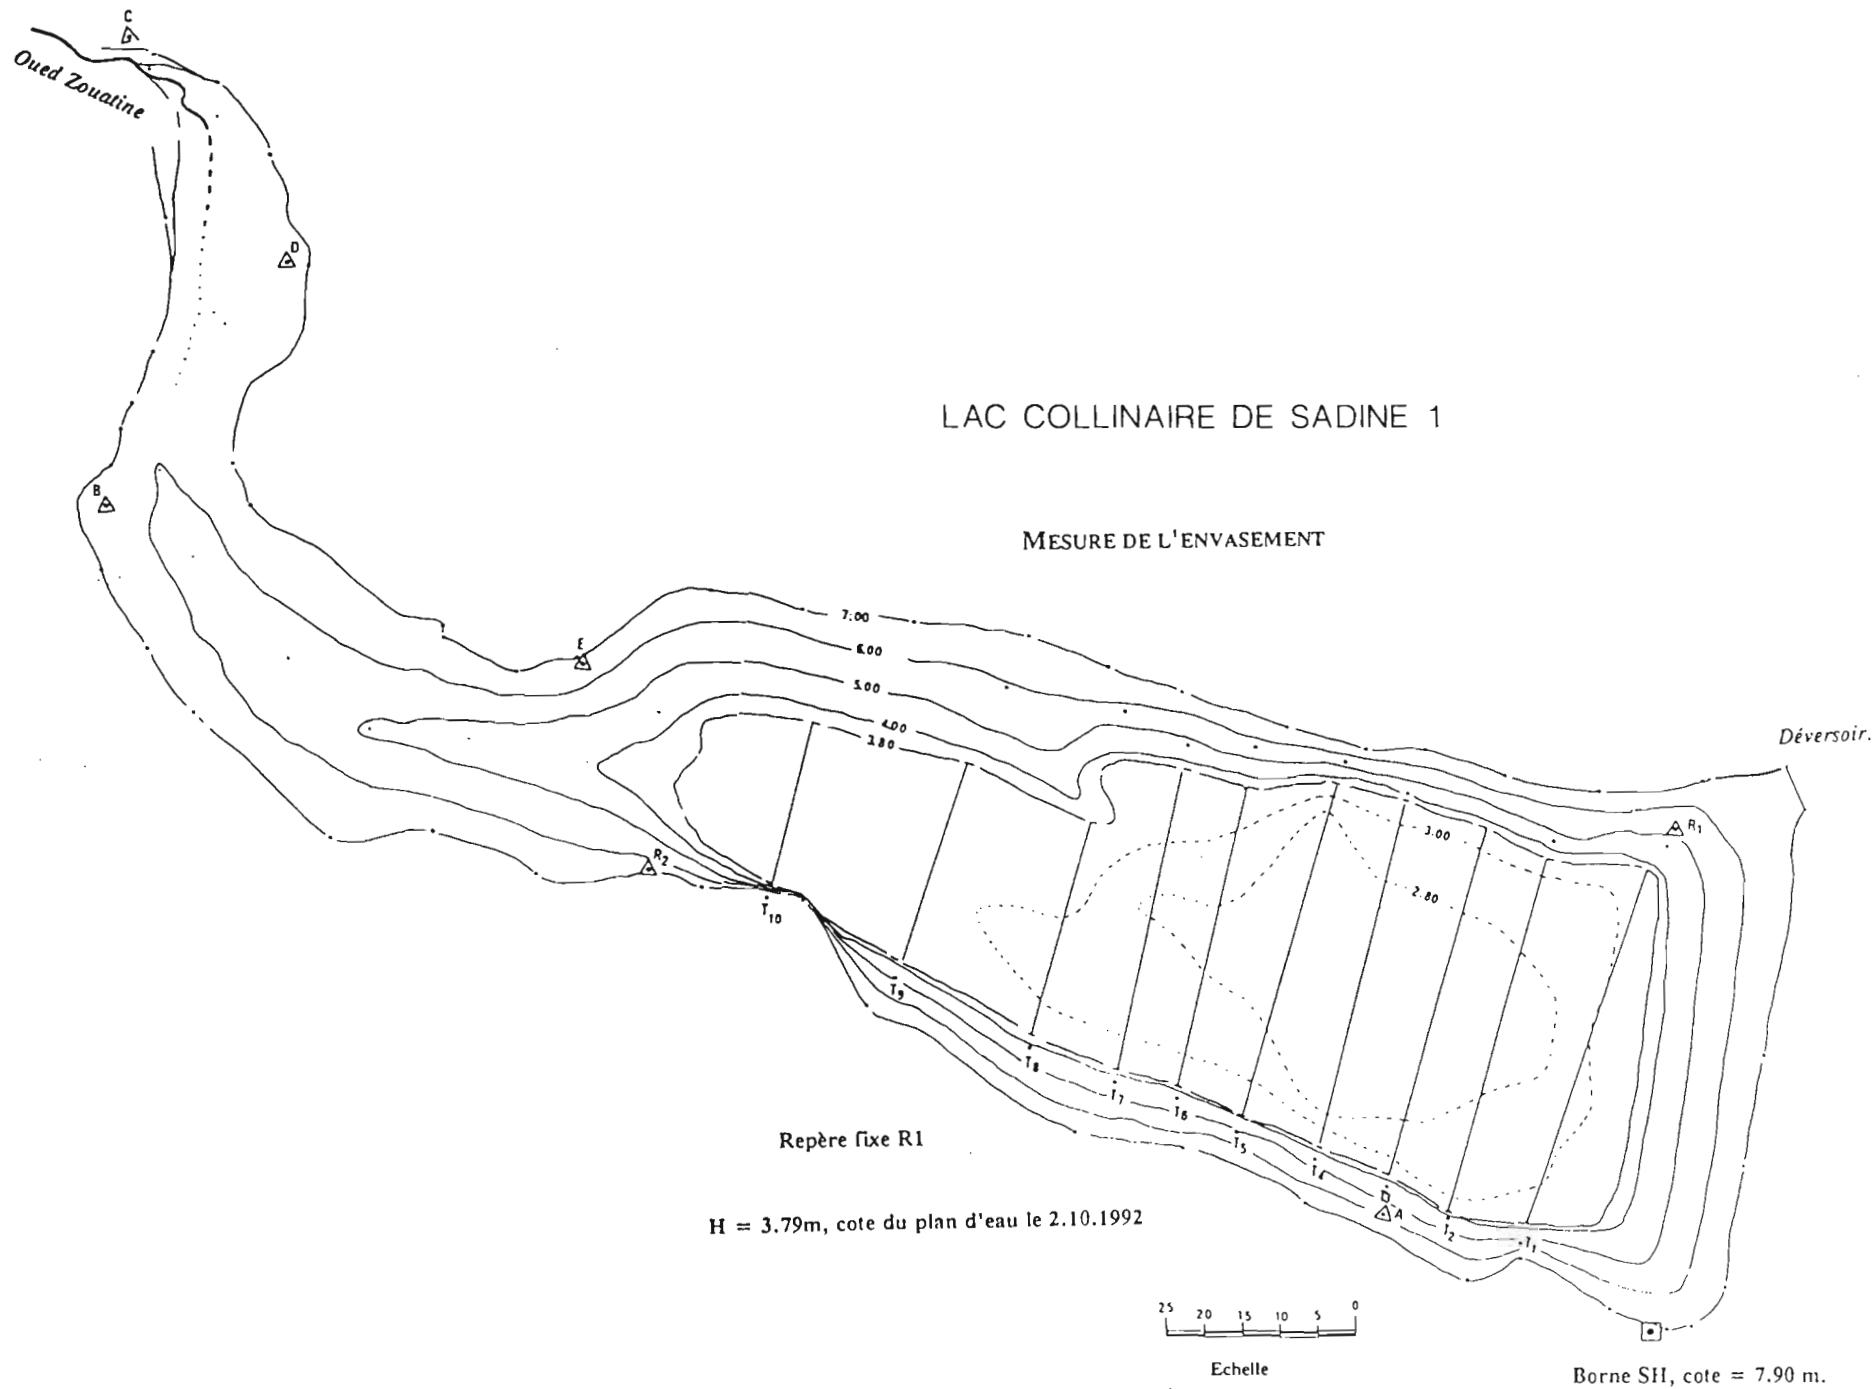 C
Oued Zouatine
D
LAC COLLINAIRE DE SADINE 1
B
MESURE DE L'ENVASEMENT
E
7.00
6.00
5.00
4.00
3.80
Déversoir.
R1
3.00
R2
2.80
T10
T9
T8
T7
T6
T5
T4
A
T2
T1
Repère fixe R1
H = 3.79m, cote du plan d'eau le 2.10.1992
25 20 15 10 5 0
Echelle
Borne SH, cote = 7.90 m.